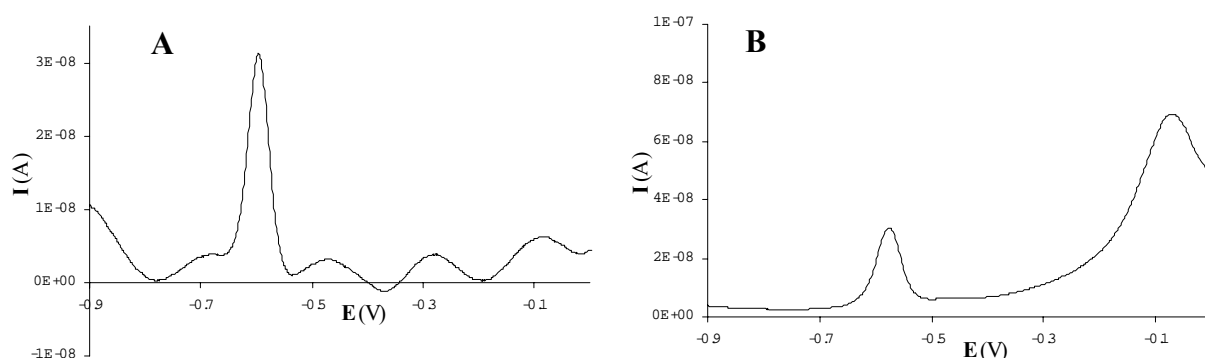 A
I (A)
3E-08
2E-08
1E-08
0E+00
-1E-08
-0.9
-0.7
-0.5
-0.3
-0.1
E (V)
B
I (A)
1E-07
8E-08
6E-08
4E-08
2E-08
0E+00
-0.9
-0.7
-0.5
-0.3
-0.1
E (V)